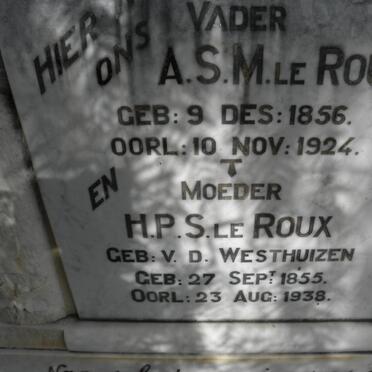 HIER
VADER
ONS
A.S.M. LE ROU
GEB: 9 DES: 1856.
OORL: 10 NOV: 1924.
EN
MOEDER
H.P.S. LE ROUX
GEB: V. D. WESTHUIZEN
GEB: 27 SEPT 1855.
OORL: 23 AUG: 1938.